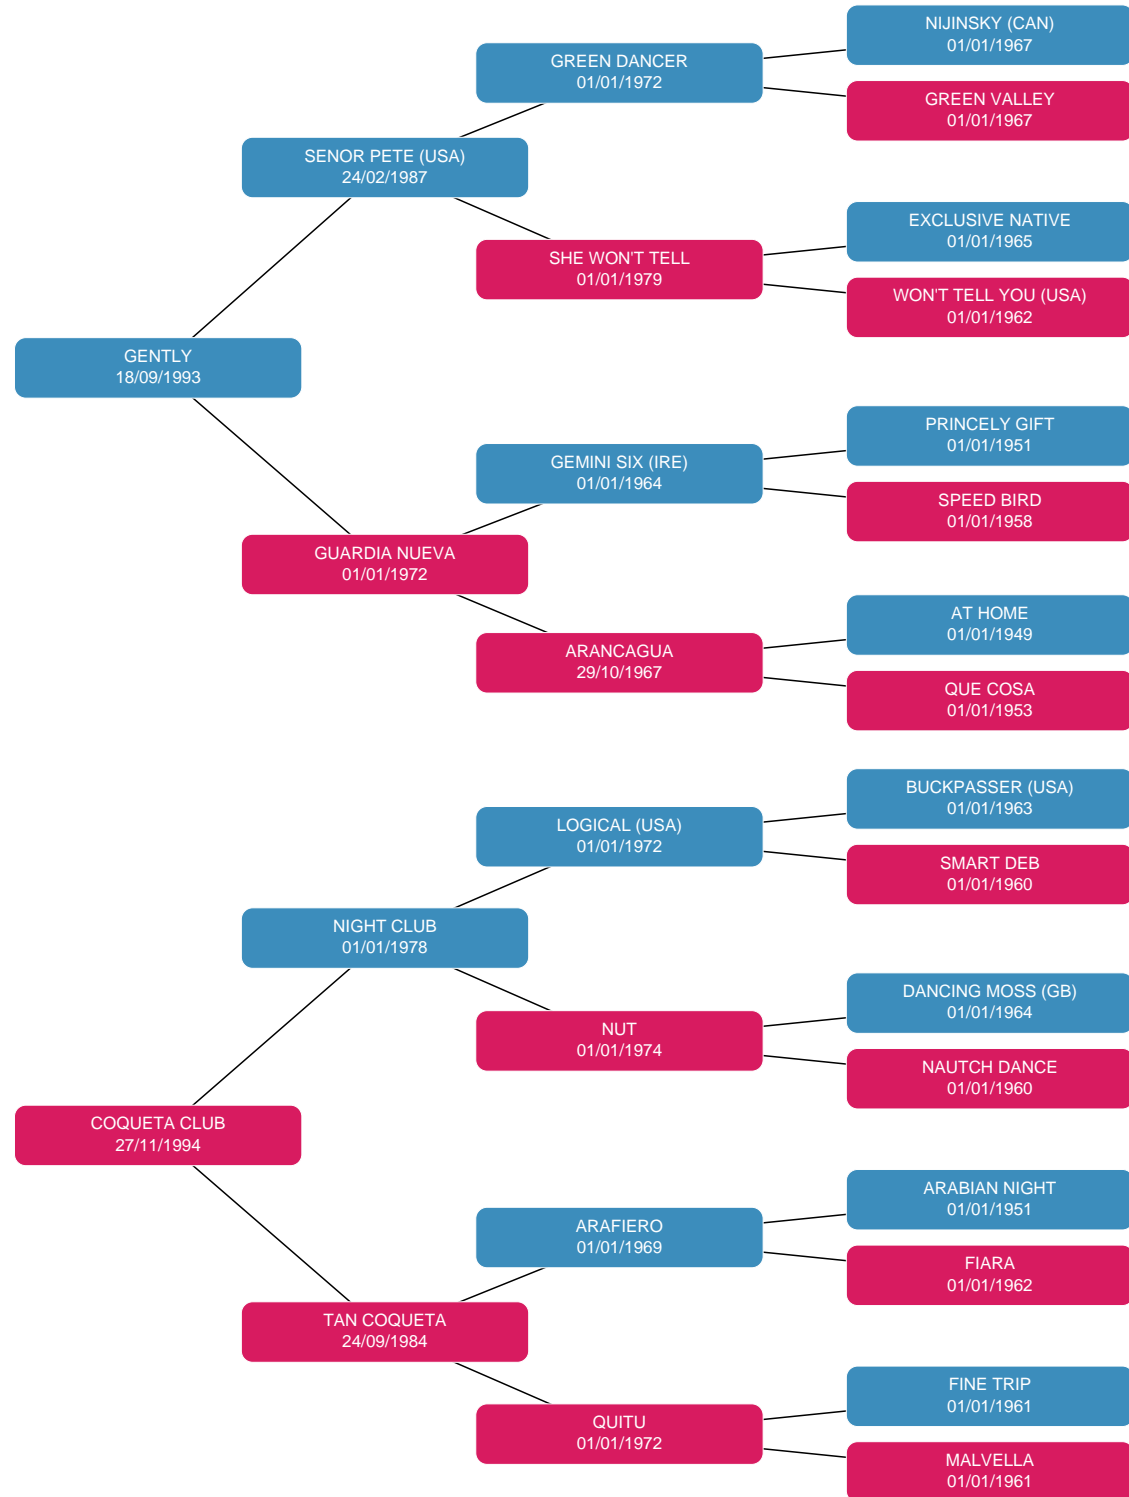 NIJINSKY (CAN)
01/01/1967
GREEN DANCER
01/01/1972
GREEN VALLEY
01/01/1967
SENOR PETE (USA)
24/02/1987
EXCLUSIVE NATIVE
01/01/1965
SHE WON'T TELL
01/01/1979
WON'T TELL YOU (USA)
01/01/1962
GENTLY
18/09/1993
PRINCELY GIFT
01/01/1951
GEMINI SIX (IRE)
01/01/1964
SPEED BIRD
01/01/1958
GUARDIA NUEVA
01/01/1972
AT HOME
01/01/1949
ARANCAGUA
29/10/1967
QUE COSA
01/01/1953
BUCKPASSER (USA)
01/01/1963
LOGICAL (USA)
01/01/1972
SMART DEB
01/01/1960
NIGHT CLUB
01/01/1978
DANCING MOSS (GB)
01/01/1964
NUT
01/01/1974
NAUTCH DANCE
01/01/1960
COQUETA CLUB
27/11/1994
ARABIAN NIGHT
01/01/1951
ARAFIERO
01/01/1969
FIARA
01/01/1962
TAN COQUETA
24/09/1984
FINE TRIP
01/01/1961
QUITU
01/01/1972
MALVELLA
01/01/1961